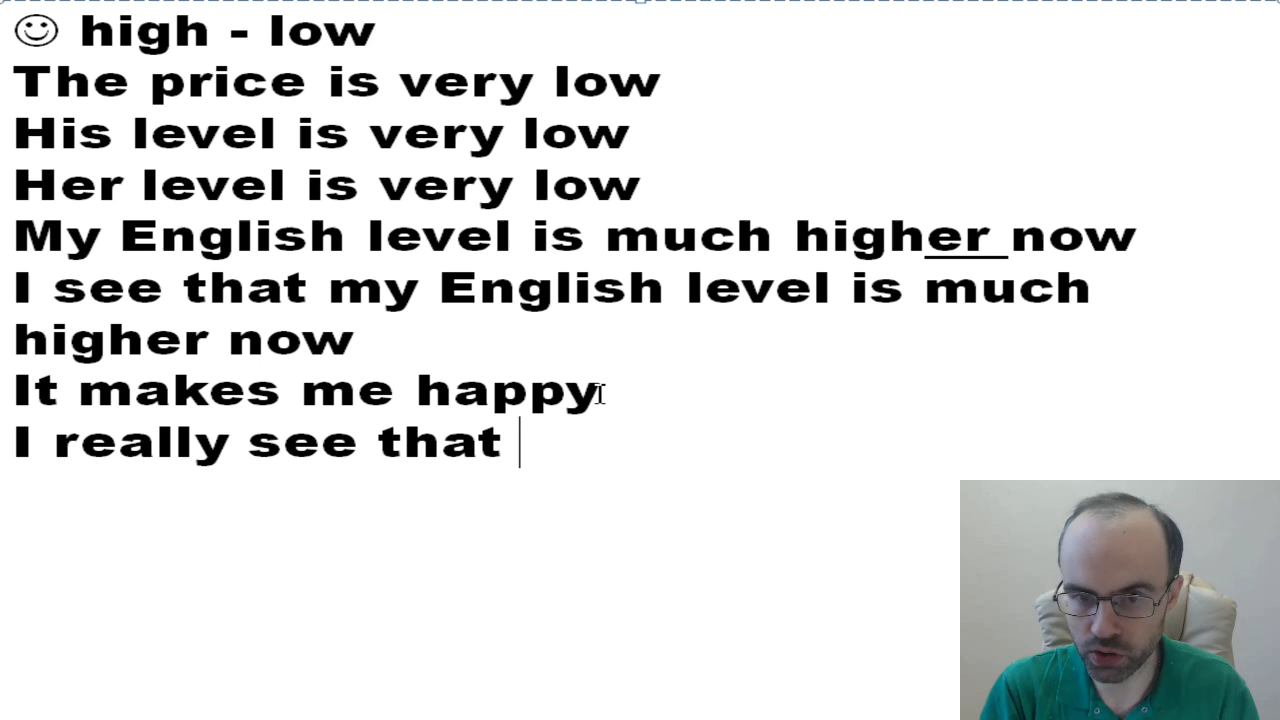 ☺ high - low
The price is very low
His level is very low
Her level is very low
My English level is much higher now
I see that my English level is much
higher now
It makes me happy
I really see that